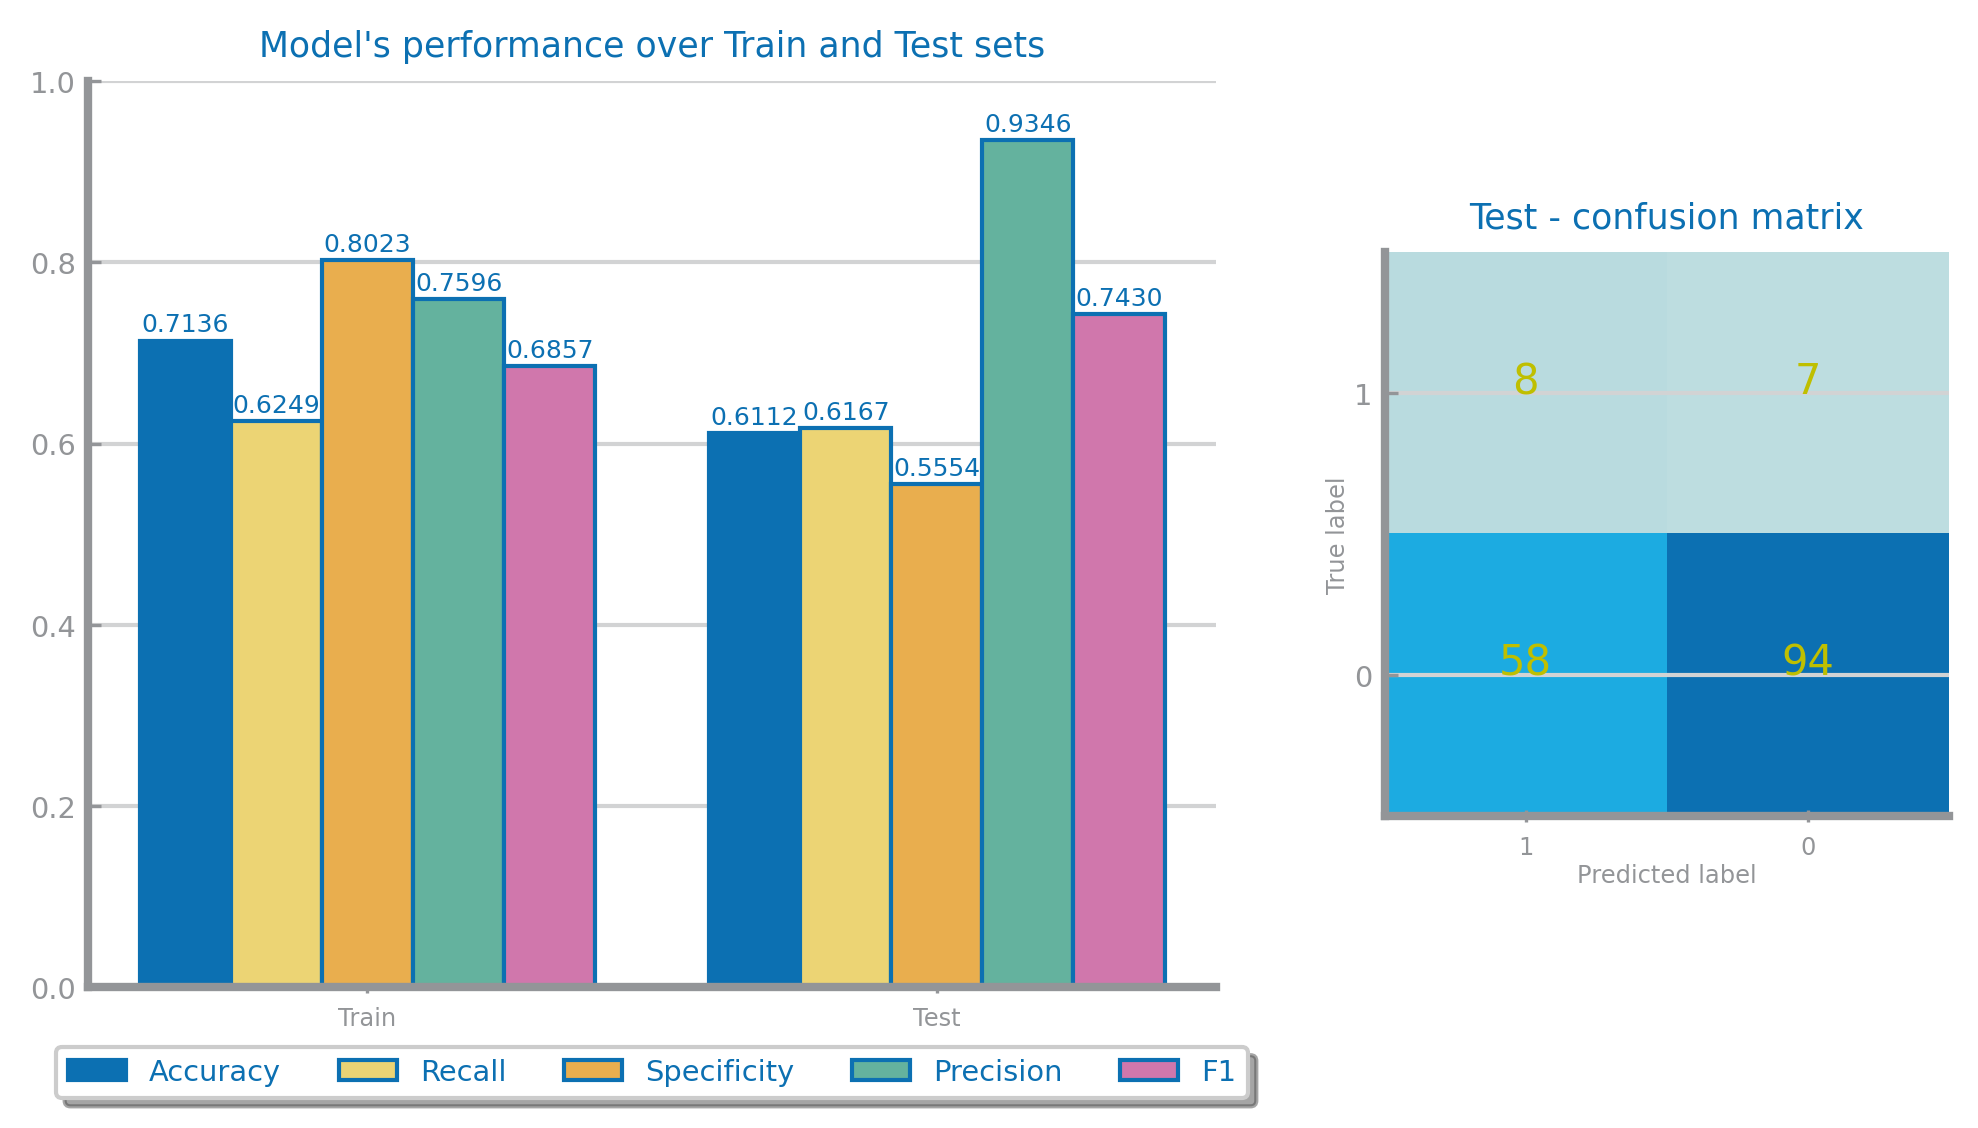 Model's performance over Train and Test sets
1.0
0.8
0.6
0.4
0.2
0.0
0.7136
0.6249
0.8023
0.7596
0.6857
0.6112
0.6167
0.5554
0.9346
0.7430
Train
Test
Accuracy
Recall
Specificity
Precision
F1
Test - confusion matrix
True label
1
0
8
7
58
94
1
0
Predicted label